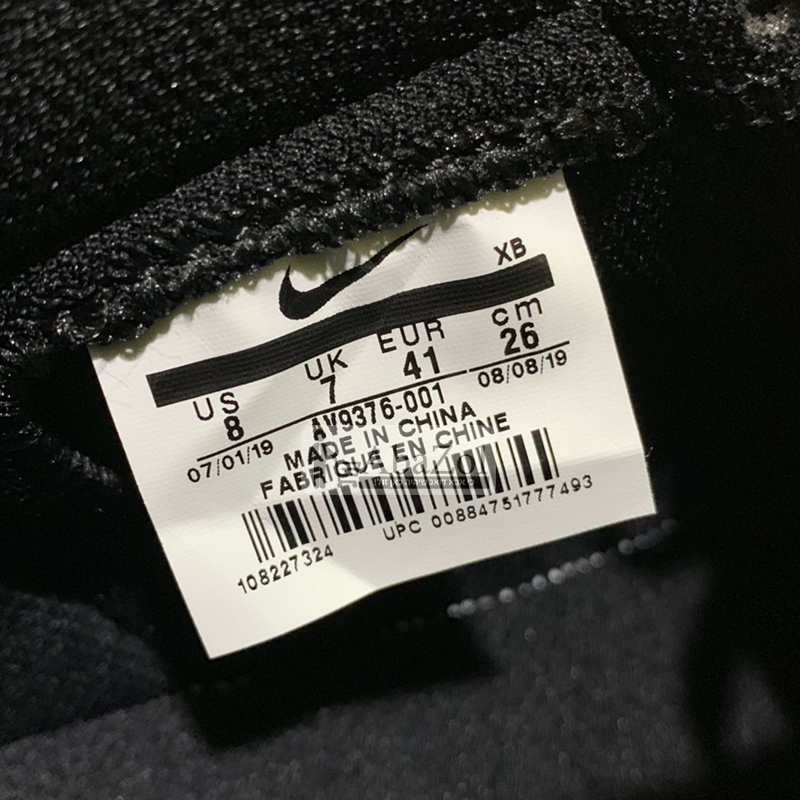 XB
US UK EUR cm
8 7 41 26
07/01/19 08/08/19
AV9376-001
MADE IN CHINA
FABRIQUE EN CHINE
108227324 UPC 00884751777493